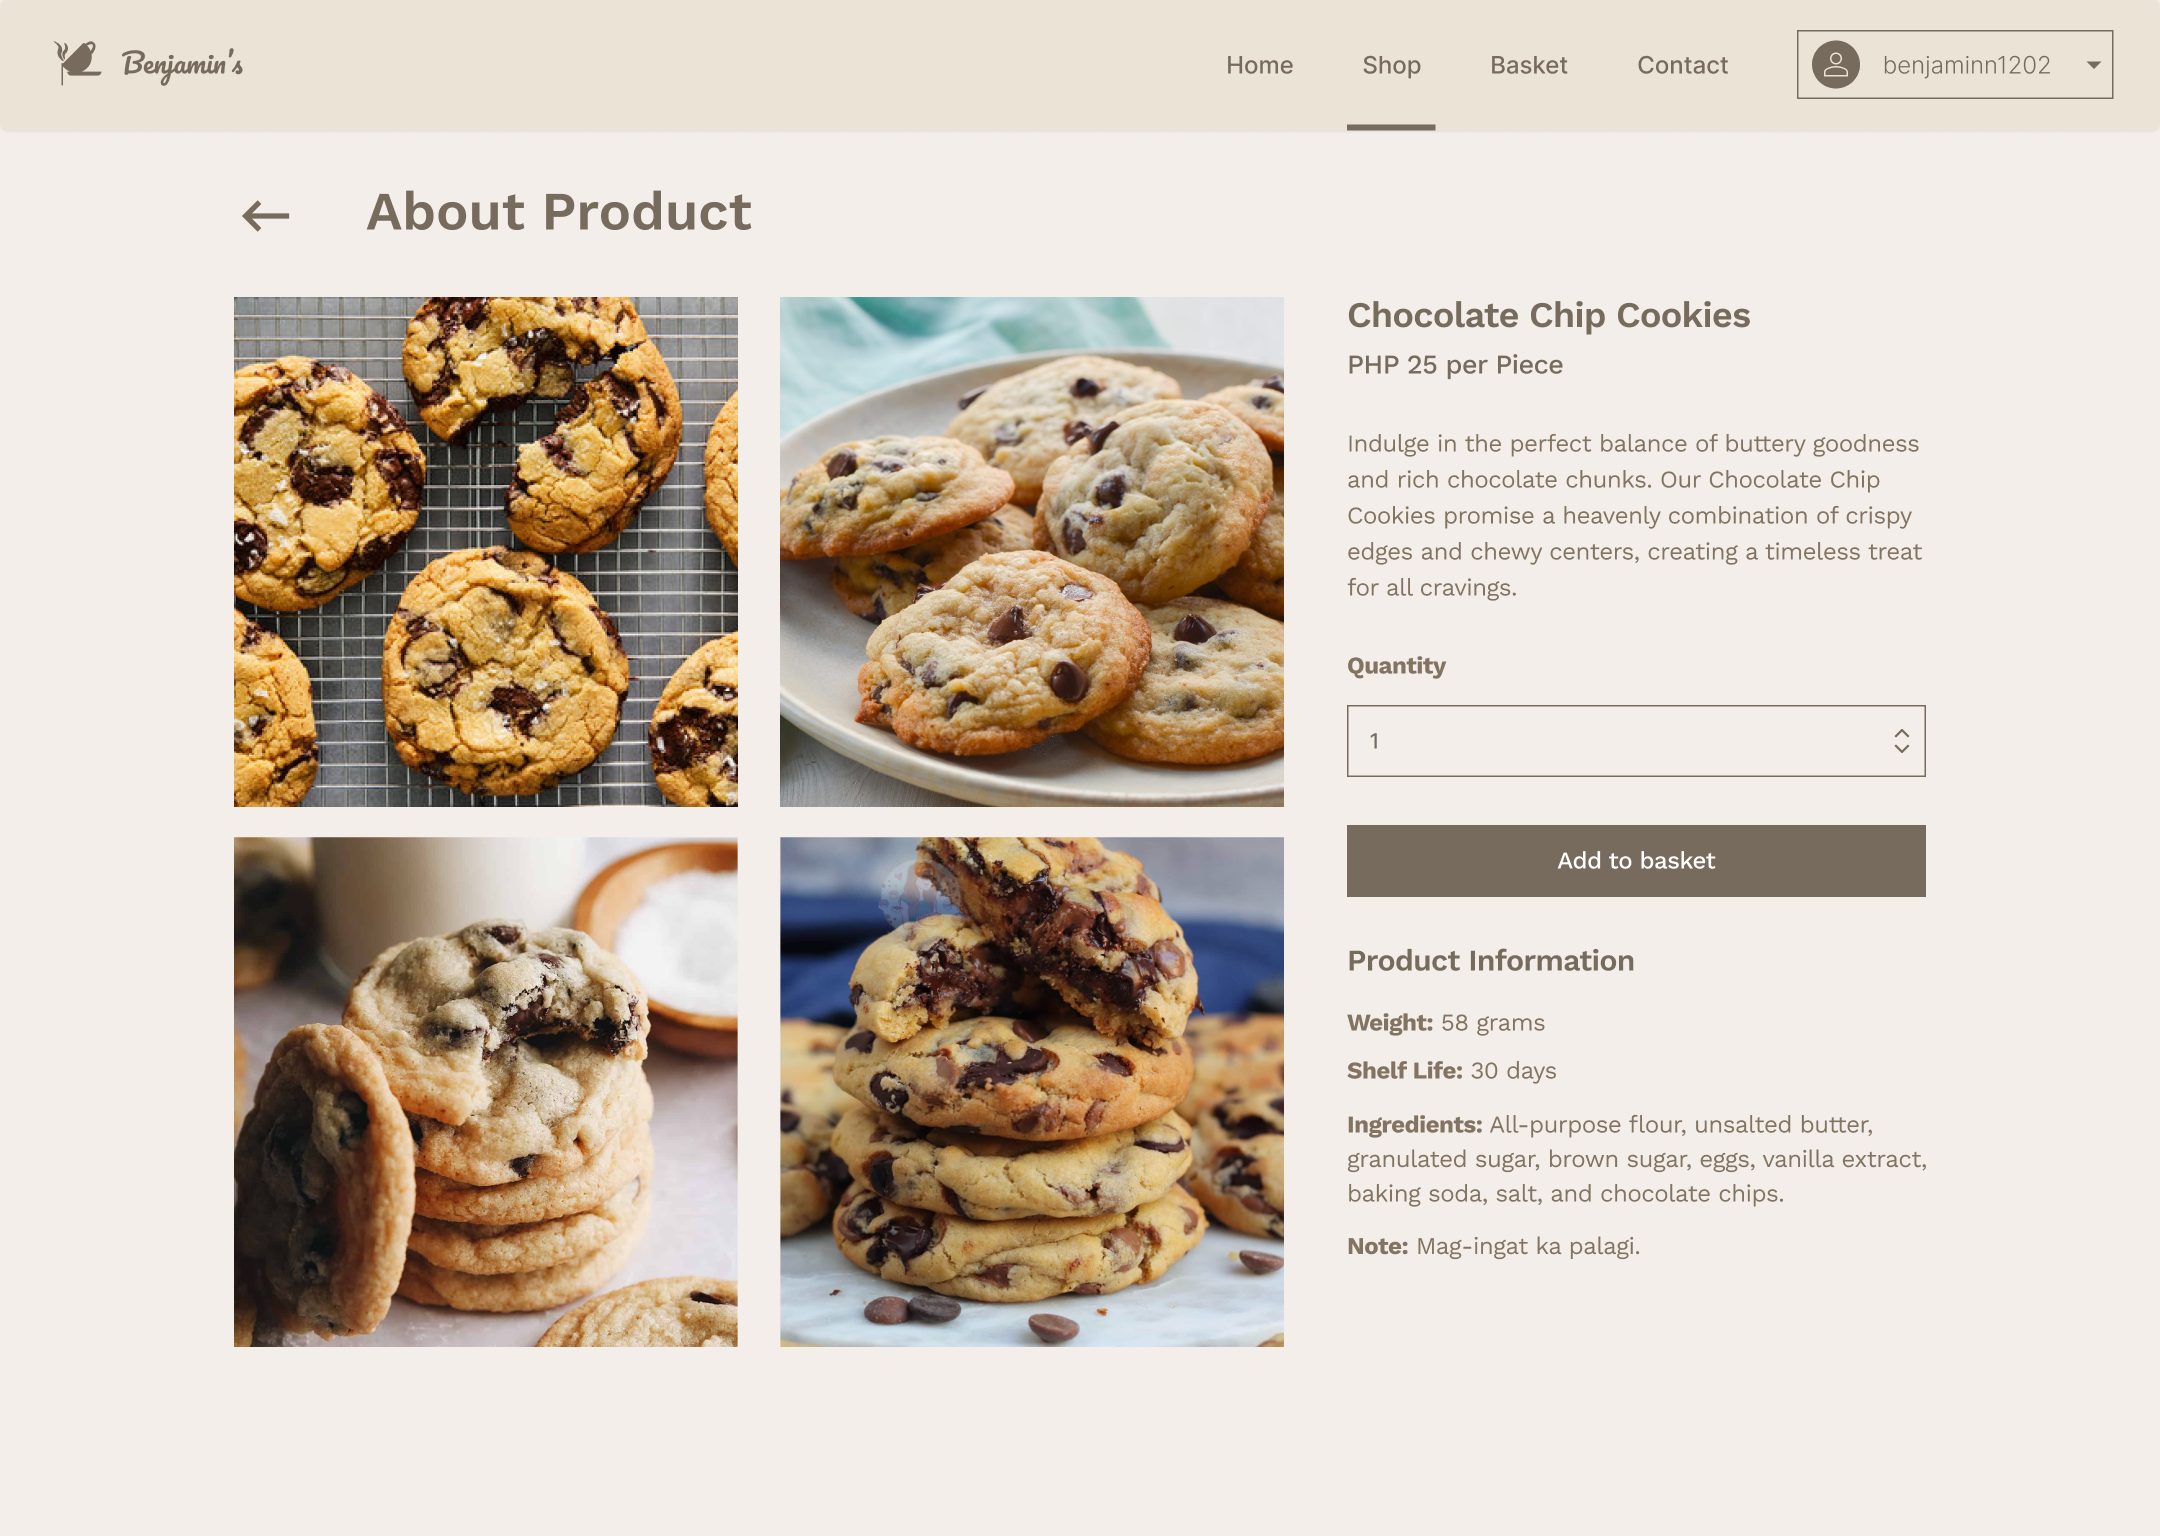 Benjamin's
Home
Shop
Basket
Contact
benjaminn1202
About Product
Chocolate Chip Cookies
PHP 25 per Piece
Indulge in the perfect balance of buttery goodness
and rich chocolate chunks. Our Chocolate Chip
Cookies promise a heavenly combination of crispy
edges and chewy centers, creating a timeless treat
for all cravings.
Quantity
1
Add to basket
Product Information
Weight: 58 grams
Shelf Life: 30 days
Ingredients: All-purpose flour, unsalted butter,
granulated sugar, brown sugar, eggs, vanilla extract,
baking soda, salt, and chocolate chips.
Note: Mag-ingat ka palagi.